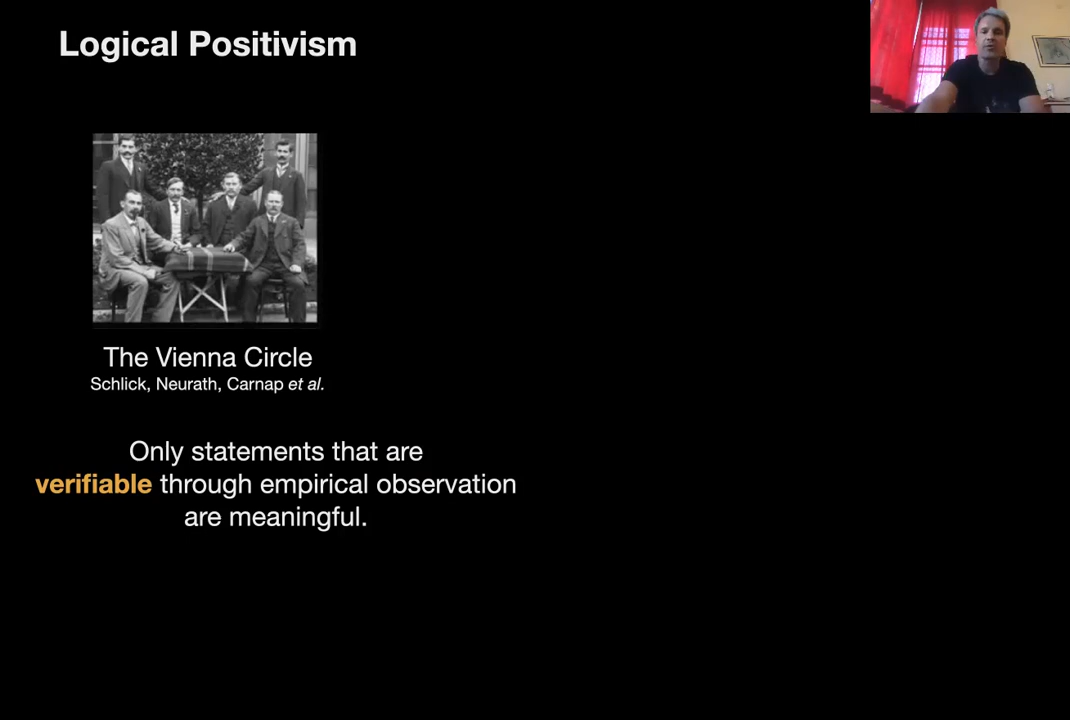 Logical Positivism
The Vienna Circle
Schlick, Neurath, Carnap et al.
Only statements that are
verifiable through empirical observation
are meaningful.